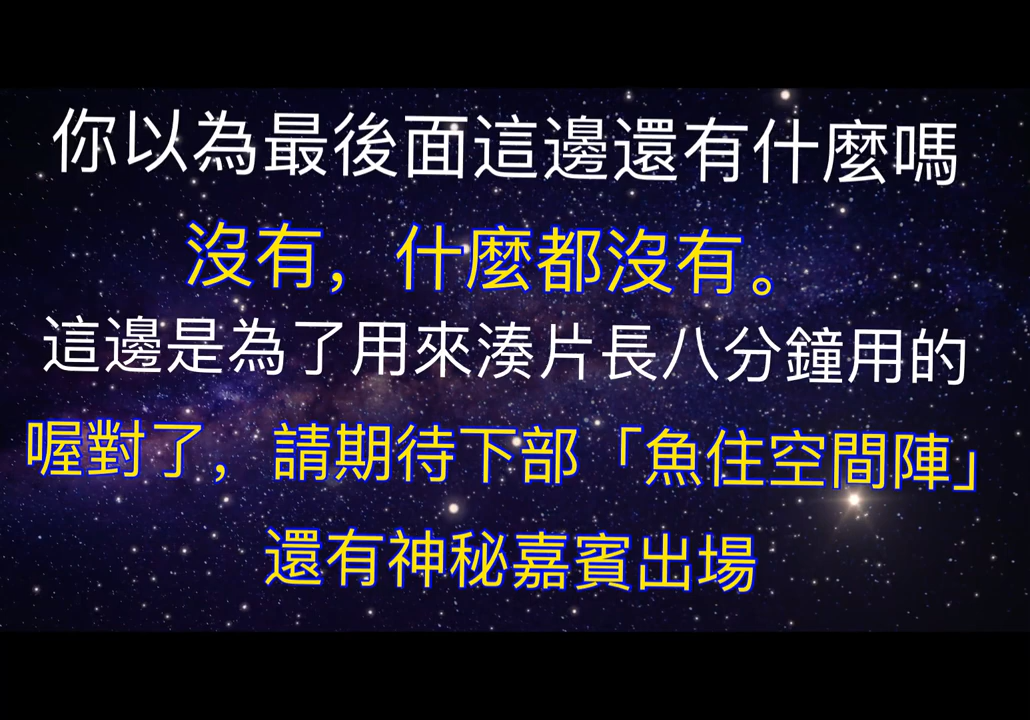 你以為最後面這邊還有什麼嗎
沒有，什麼都沒有。
這邊是為了用來湊片長八分鐘用的
喔對了，請期待下部「魚住空間陣」
還有神秘嘉賓出場